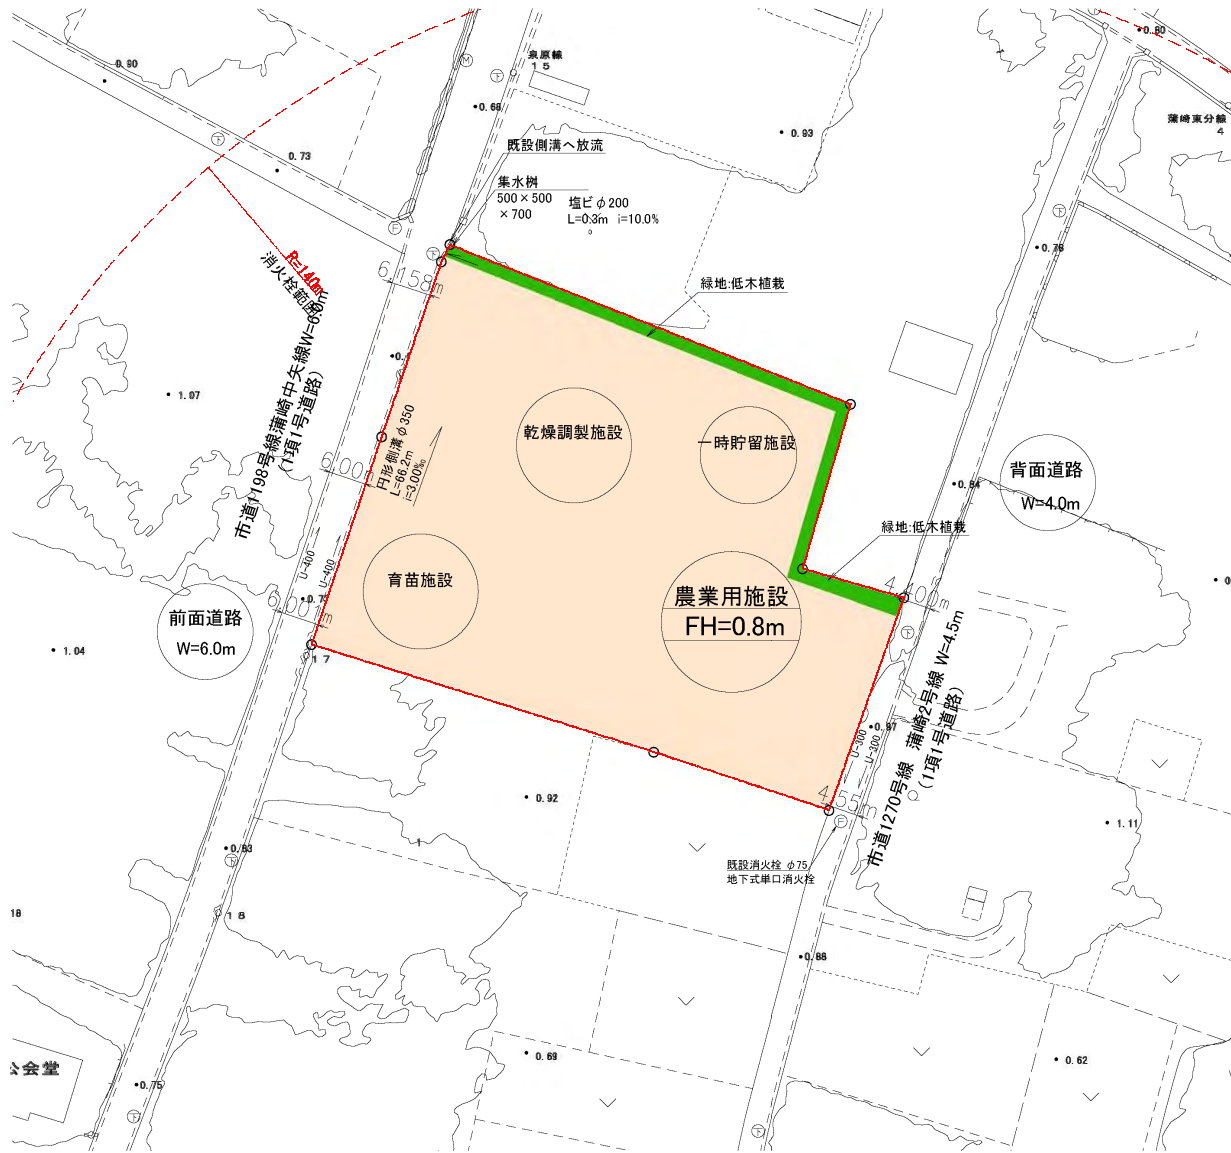 泉原線
15
0.90
0.80
0.68
蒲崎東分線
4
0.93
既設側溝へ放流
0.73
集水桝
500×500
×700
塩ビφ200
L=0.3m i=10.0%
0.76
R=140m
消火栓範囲
6.158m
緑地:低木植栽
1.07
市道1198号線蒲崎中矢線W=6.0m
(1項1号道路)
円形側溝φ350
L=66.2m
i=3.00‰
乾燥調製施設
一時貯留施設
6.00m
背面道路
W=4.0m
0.84
緑地:低木植栽
U-400
U-400
育苗施設
農業用施設
FH=0.8m
4.400m
前面道路
W=6.0m
6.001m
1.04
17
市道1270号線 蒲崎2号線 W=4.5m
(1項1号道路)
0.97
U-300
U-300
4.55m
0.92
1.11
0.83
1
既設消火栓 φ75
地下式単口消火栓
18
18
0.88
0.69
0.62
公会堂
0.75